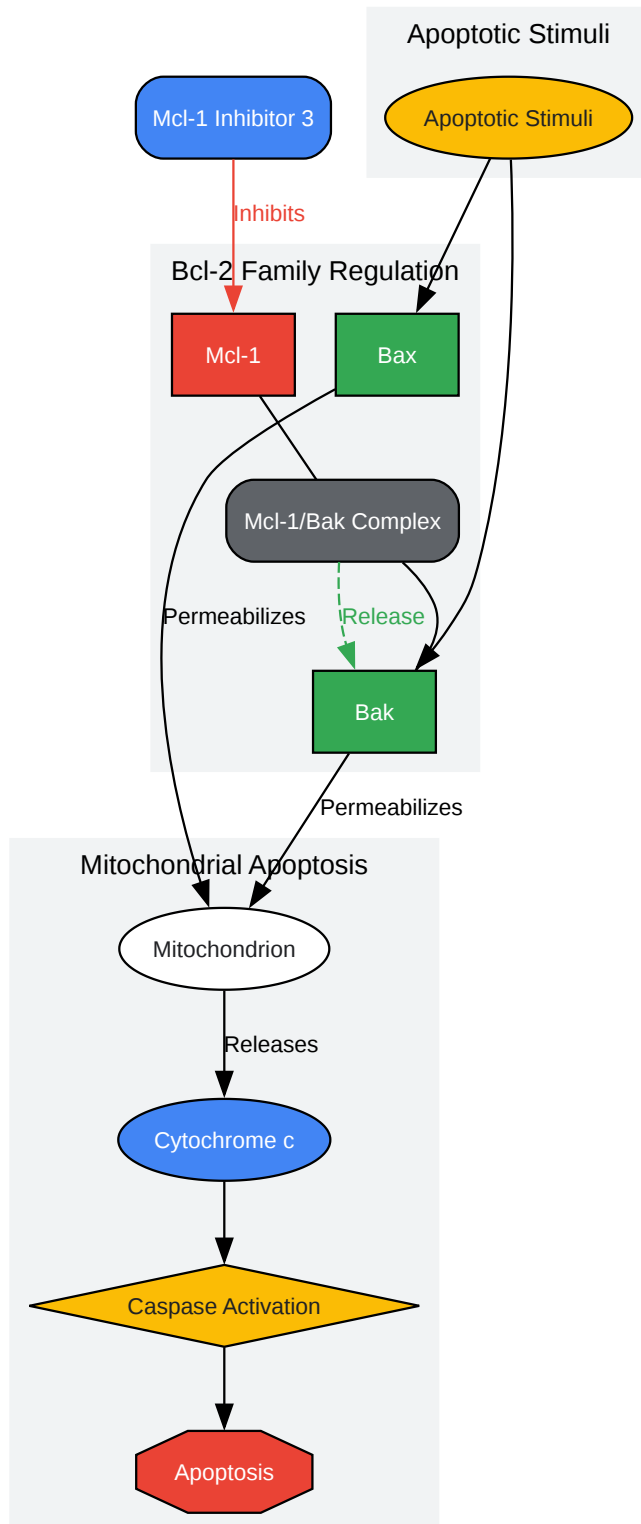 Apoptotic Stimuli
Mcl-1 Inhibitor 3
Apoptotic Stimuli
Inhibits
Bcl-2 Family Regulation
Mcl-1
Bax
Mcl-1/Bak Complex
Permeabilizes
Release
Bak
Permeabilizes
Mitochondrial Apoptosis
Mitochondrion
Releases
Cytochrome c
Caspase Activation
Apoptosis